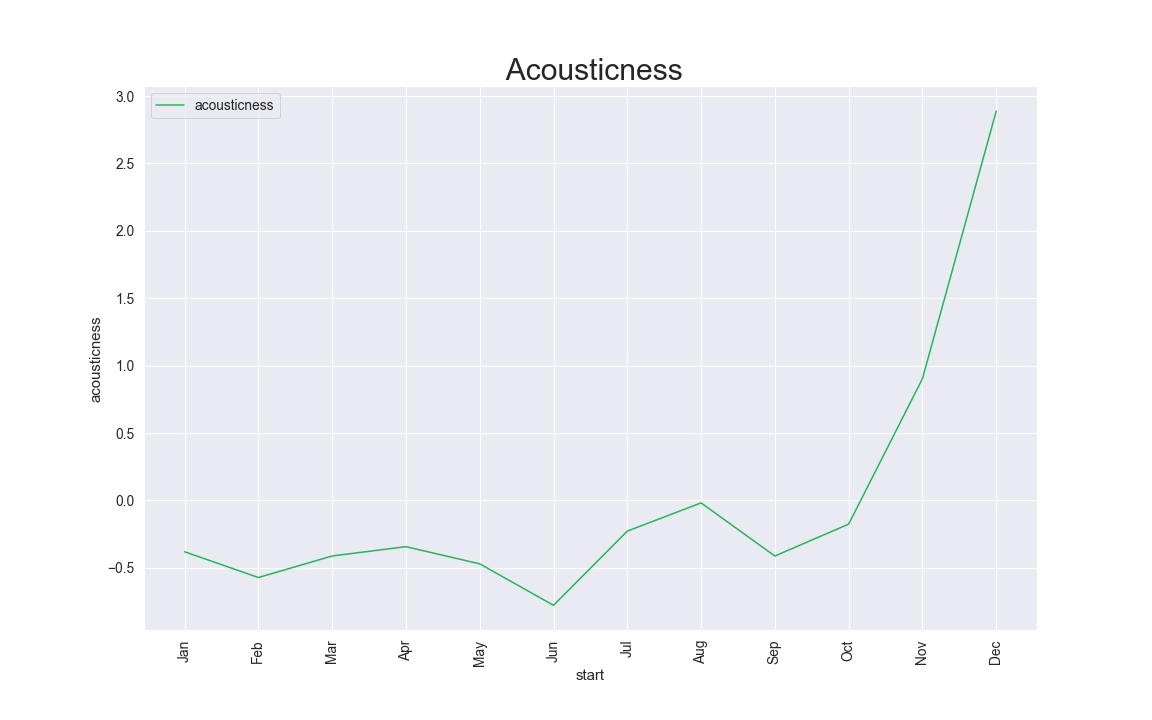 Acousticness
acousticness
3.0
2.5
2.0
1.5
1.0
0.5
0.0
−0.5
acousticness
Jan Feb Mar Apr May Jun Jul Aug Sep Oct Nov Dec
start